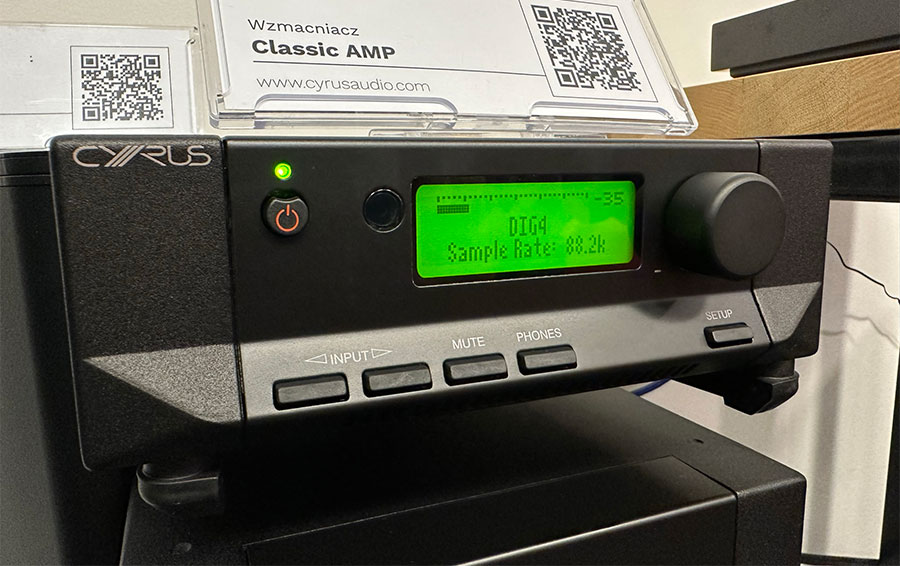 Wzmacniacz
Classic AMP
www.cyrusaudio.com
CYRUS
-35
DIG4
Sample Rate: 88.2k
INPUT
MUTE
PHONES
SETUP